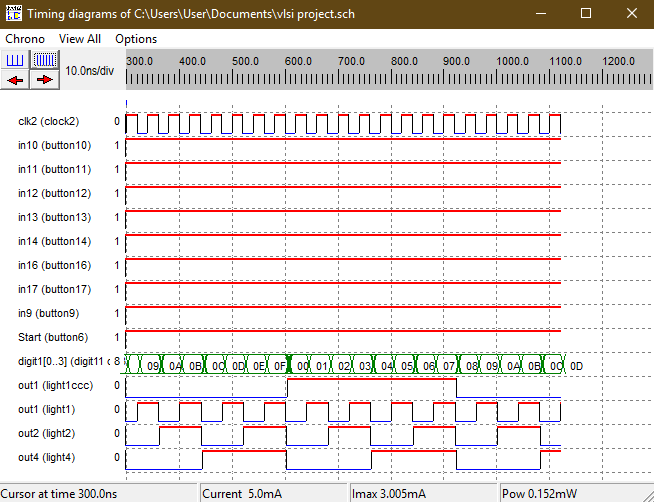 Timing diagrams of C:\Users\User\Documents\vlsi project.sch
Chrono View All Options
10.0ns/div 300.0 400.0 500.0 600.0 700.0 800.0 900.0 1000.0 1100.0 1200.0
clk2 (clock2) 0
in10 (button10) 1
in11 (button11) 1
in12 (button12) 1
in13 (button13) 1
in14 (button14) 1
in16 (button16) 1
in17 (button17) 1
in9 (button9) 1
Start (button6) 1
digit1[0..3] (digit11 8 09 0A 0B 0C 0D 0E 0F 00 01 02 03 04 05 06 07 08 09 0A 0B 0C 0D
out1 (light1ccc) 0
out1 (light1) 0
out2 (light2) 0
out4 (light4) 0
Cursor at time 300.0ns Current 5.0mA Imax 3.005mA Pow 0.152mW